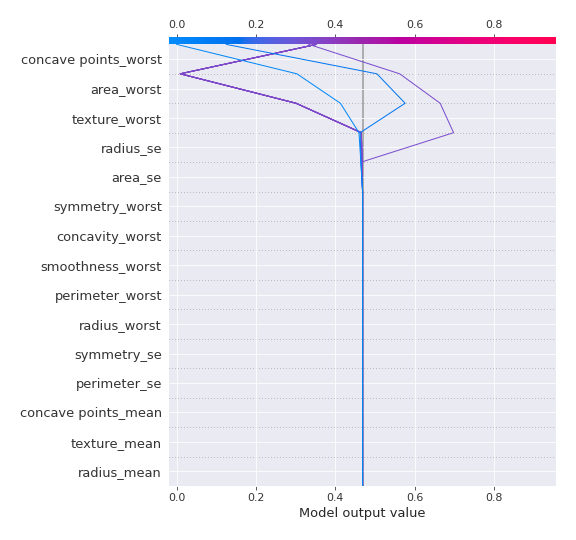 0.0 0.2 0.4 0.6 0.8
concave points_worst
area_worst
texture_worst
radius_se
area_se
symmetry_worst
concavity_worst
smoothness_worst
perimeter_worst
radius_worst
symmetry_se
perimeter_se
concave points_mean
texture_mean
radius_mean
0.0 0.2 0.4 0.6 0.8
Model output value